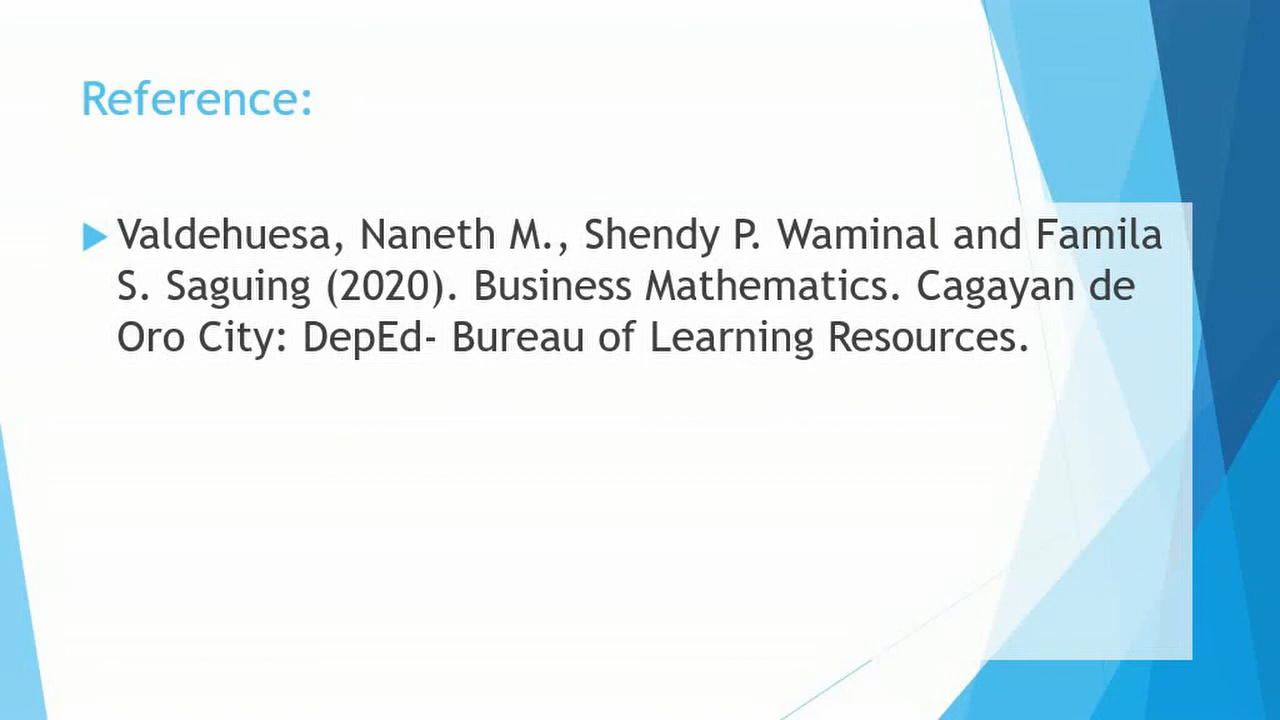 Reference:
Valdehuesa, Naneth M., Shendy P. Waminal and Famila
S. Saguing (2020). Business Mathematics. Cagayan de
Oro City: DepEd- Bureau of Learning Resources.